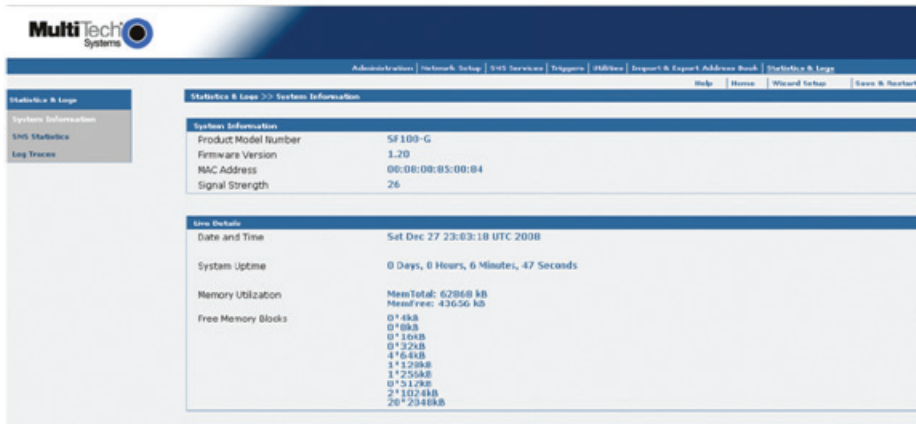 MultiTech
Systems
Administration | Network Setup | SMS Services | Triggers | Utilities | Import & Export Address Book | Statistics & Logs
Help | Home | Wizard Setup | Save & Restart
Statistics & Logs
System Information
SMS Statistics
Log Traces
Statistics & Logs >> System Information
System Information
Product Model Number SF100-G
Firmware Version 1.20
MAC Address 00:08:00:85:00:84
Signal Strength 26
Live Details
Date and Time Sat Dec 27 23:03:18 UTC 2008
System Uptime 0 Days, 0 Hours, 6 Minutes, 47 Seconds
Memory Utilization MemTotal: 62868 kB
MemFree: 43656 kB
Free Memory Blocks 0*4kB
0*8kB
0*16kB
0*32kB
4*64kB
1*128kB
1*256kB
0*512kB
2*1024kB
20*2048kB